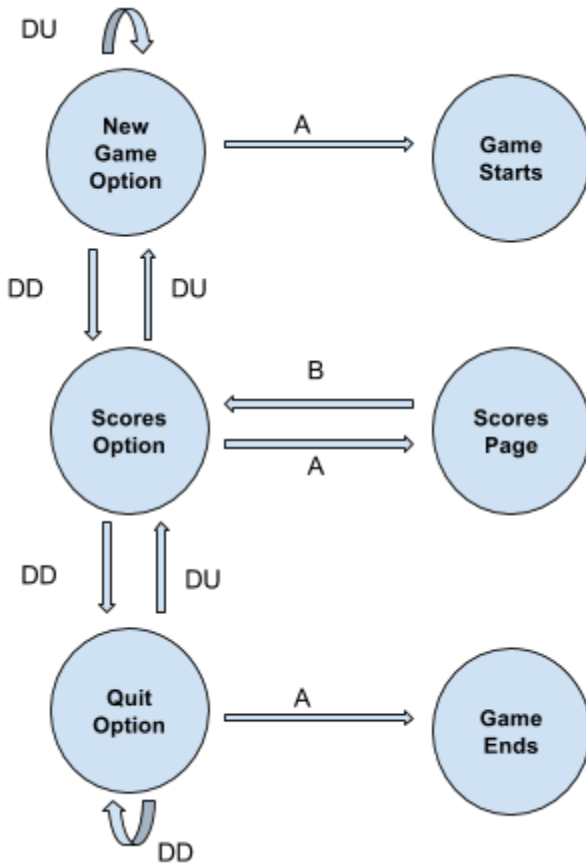 DU
New
Game
Option
A
Game
Starts
DD
DU
B
Scores
Option
Scores
Page
A
DD
DU
Quit
Option
A
Game
Ends
DD